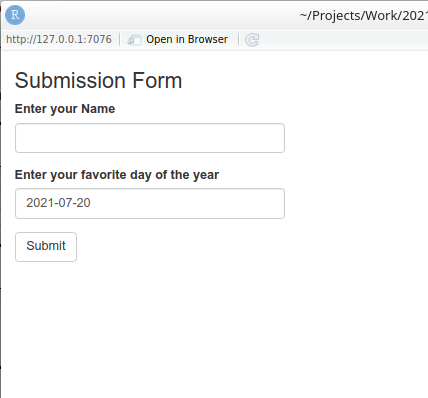 R
~/Projects/Work/2021
http://127.0.0.1:7076
Open in Browser
Submission Form
Enter your Name
Enter your favorite day of the year
2021-07-20
Submit